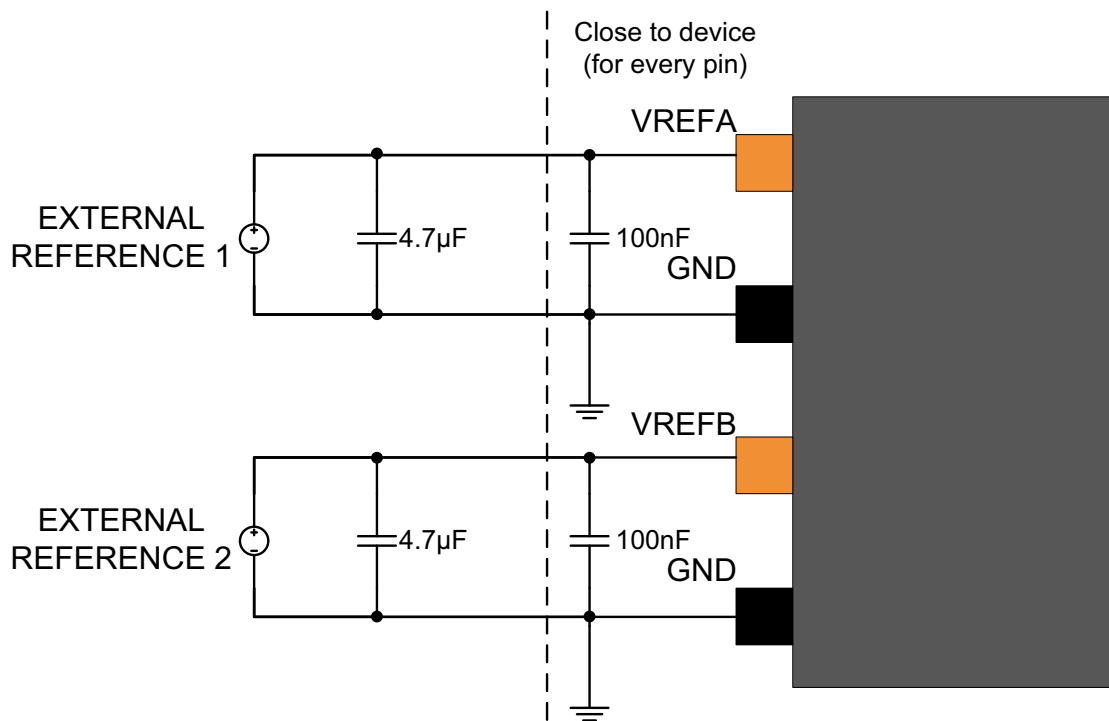 Close to device
(for every pin)
VREFA
EXTERNAL
REFERENCE 1
4.7µF
100nF
GND
VREFB
EXTERNAL
REFERENCE 2
4.7µF
100nF
GND